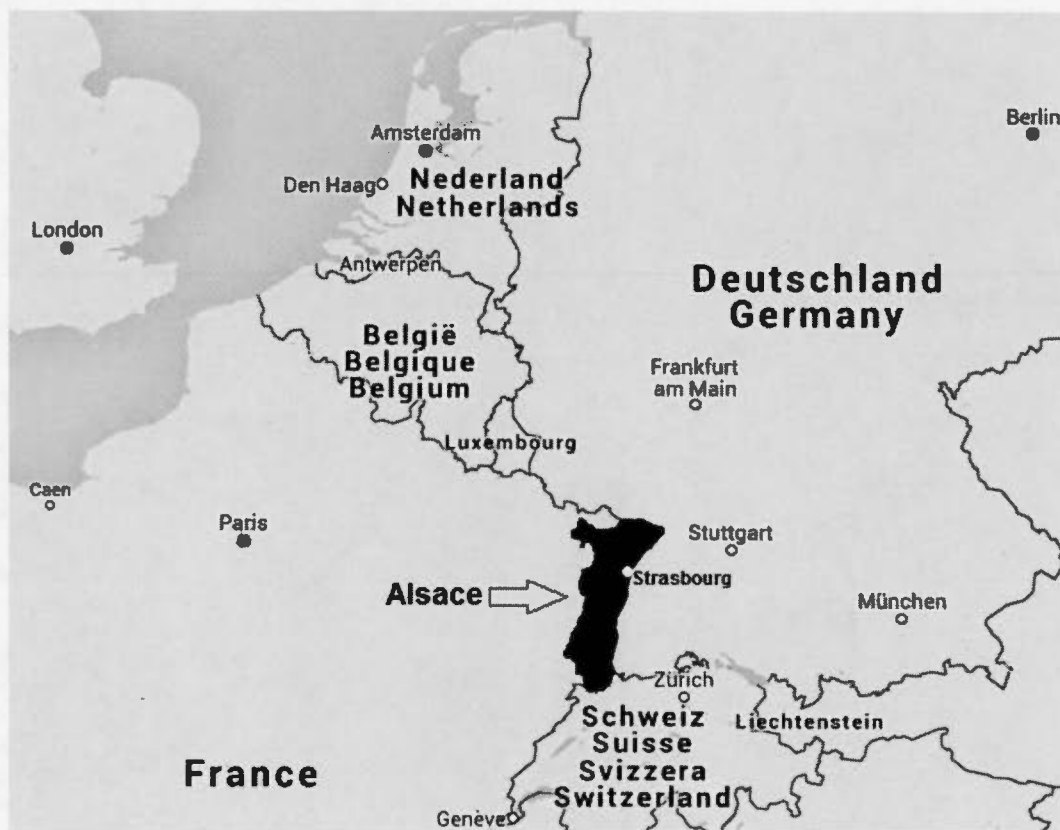 Berlin
Amsterdam
Den Haag
Nederland
Netherlands
London
Antwerpen
Deutschland
Germany
België
Belgique
Belgium
Frankfurt
am Main
Luxembourg
Caen
Paris
Stuttgart
Strasbourg
Alsace
München
Zürich
Liechtenstein
Schweiz
Suisse
Svizzera
Switzerland
France
Genève